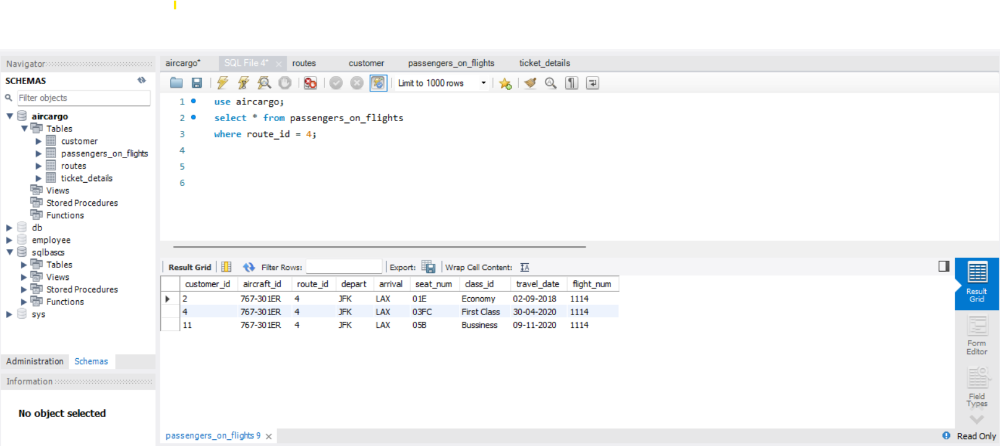 Navigator
SCHEMAS
Filter objects
aircargo
Tables
customer
passengers_on_flights
routes
ticket_details
Views
Stored Procedures
Functions
db
employee
sqlbascs
Tables
Views
Stored Procedures
Functions
sys
Administration Schemas
Information
No object selected
aircargo* SQL File 4* routes customer passengers_on_flights ticket_details
Limit to 1000 rows
1 use aircargo;
2 select * from passengers_on_flights
3 where route_id = 4;
4
5
6
Result Grid Filter Rows: Export: Wrap Cell Content:
customer_id aircraft_id route_id depart arrival seat_num class_id travel_date flight_num
2 767-301ER 4 JFK LAX 01E Economy 02-09-2018 1114
4 767-301ER 4 JFK LAX 03FC First Class 30-04-2020 1114
11 767-301ER 4 JFK LAX 05B Bussiness 09-11-2020 1114
Result
Grid
Form
Editor
Field
Types
passengers_on_flights 9
Read Only